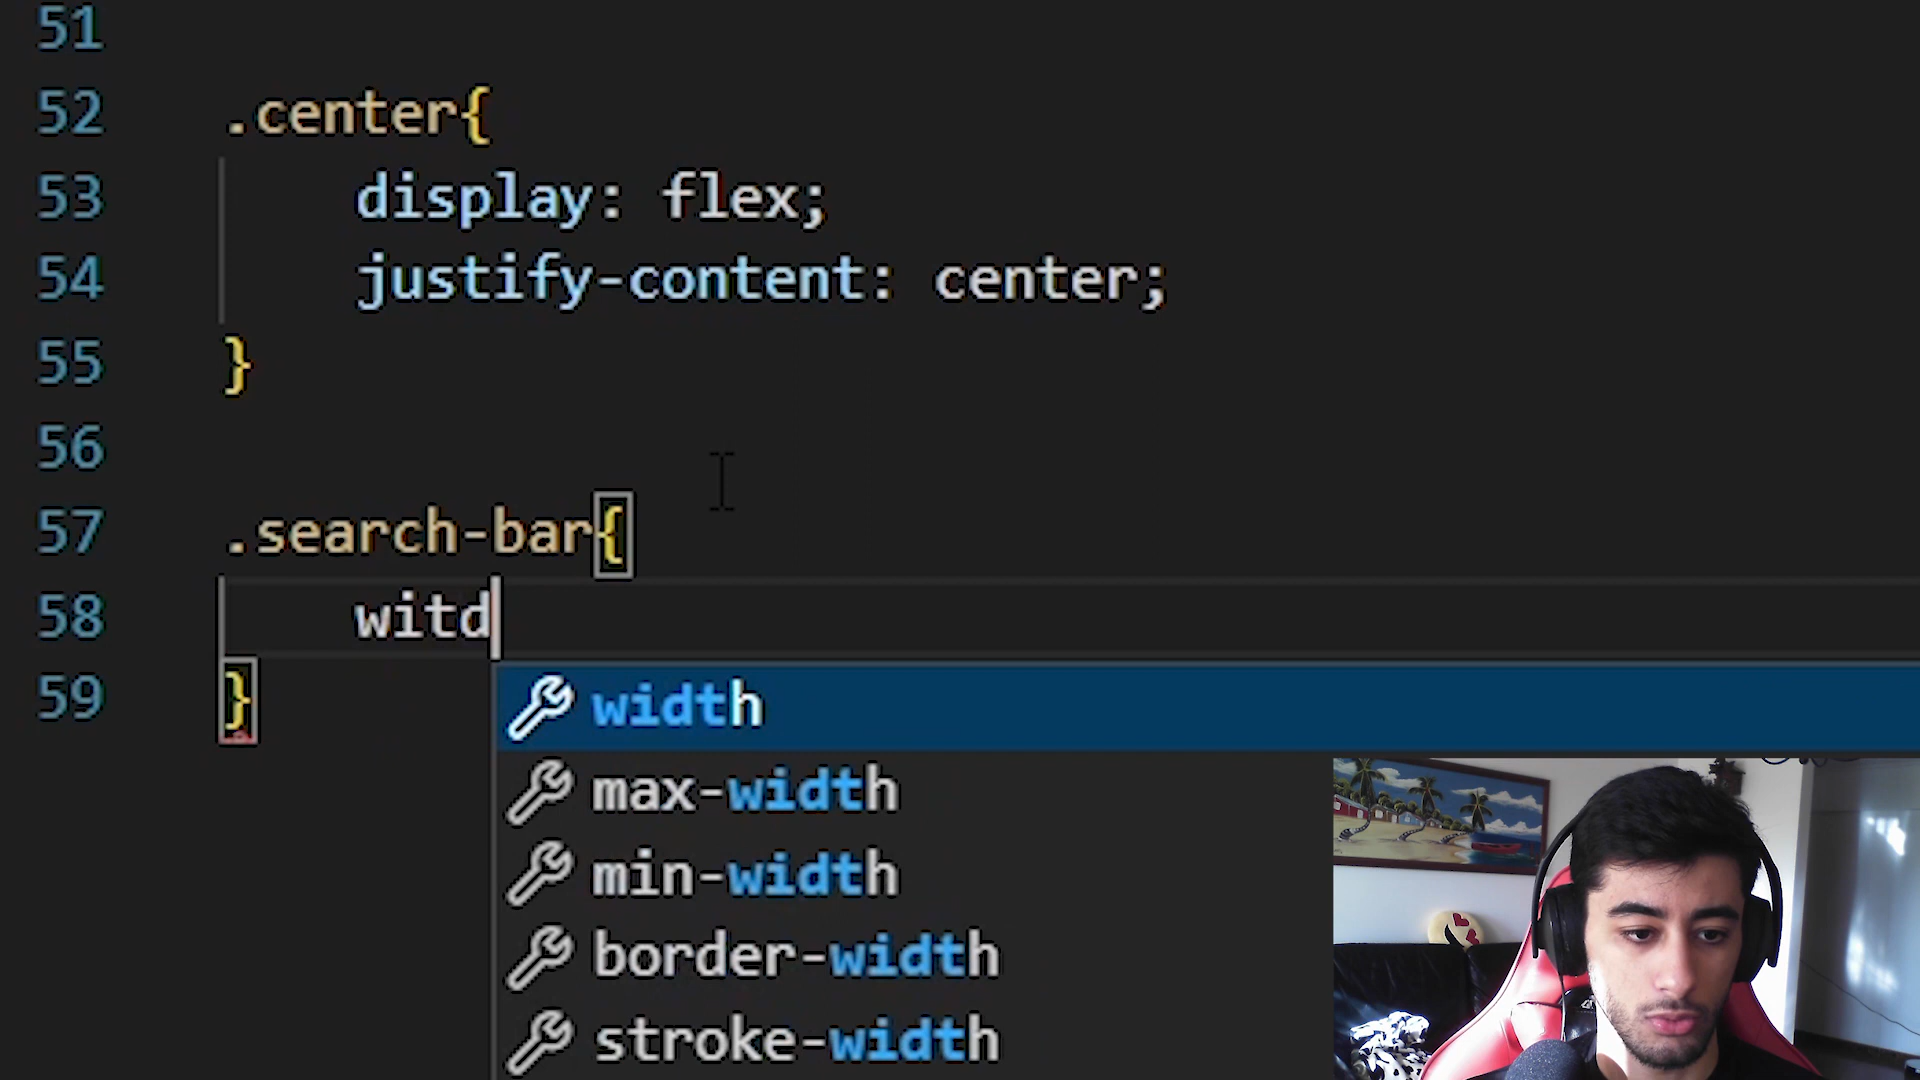 51
52 .center{
53 display: flex;
54 justify-content: center;
55 }
56
57 .search-bar{
58 witd
59 }
width
max-width
min-width
border-width
stroke-width